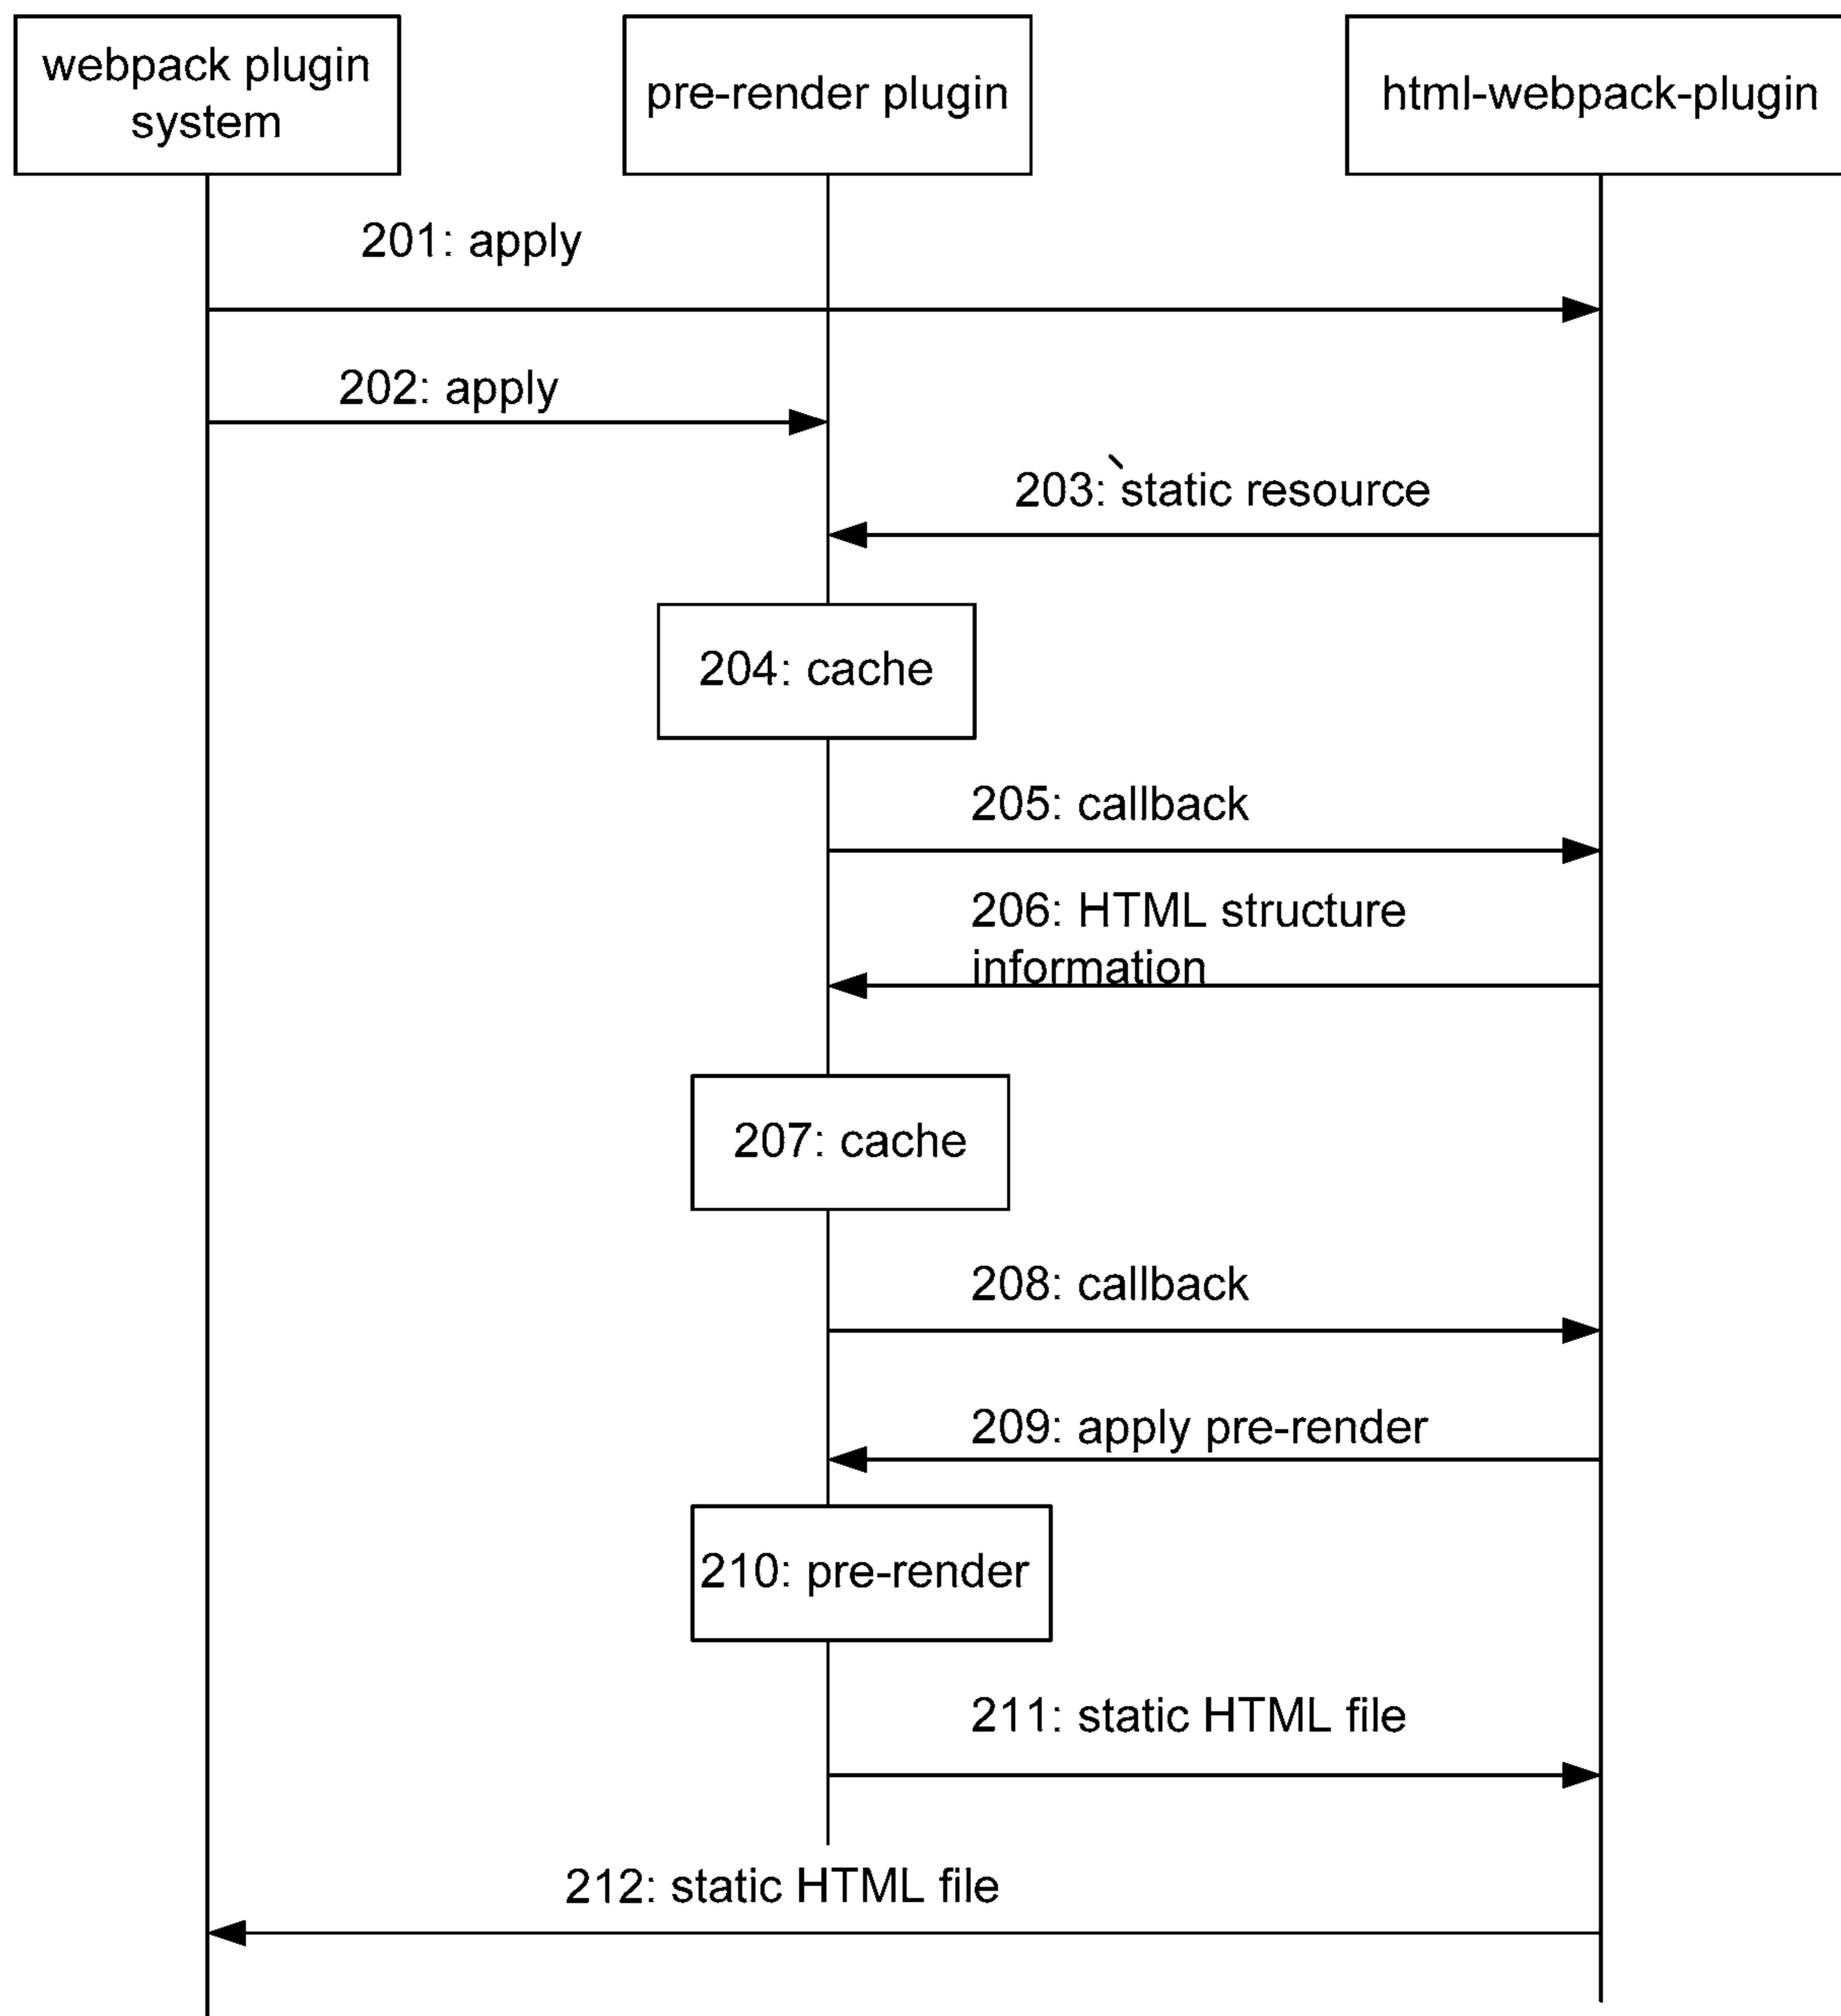 webpack plugin
system
pre-render plugin
html-webpack-plugin
201: apply
202: apply
203: static resource
204: cache
205: callback
206: HTML structure
information
207: cache
208: callback
209: apply pre-render
210: pre-render
211: static HTML file
212: static HTML file